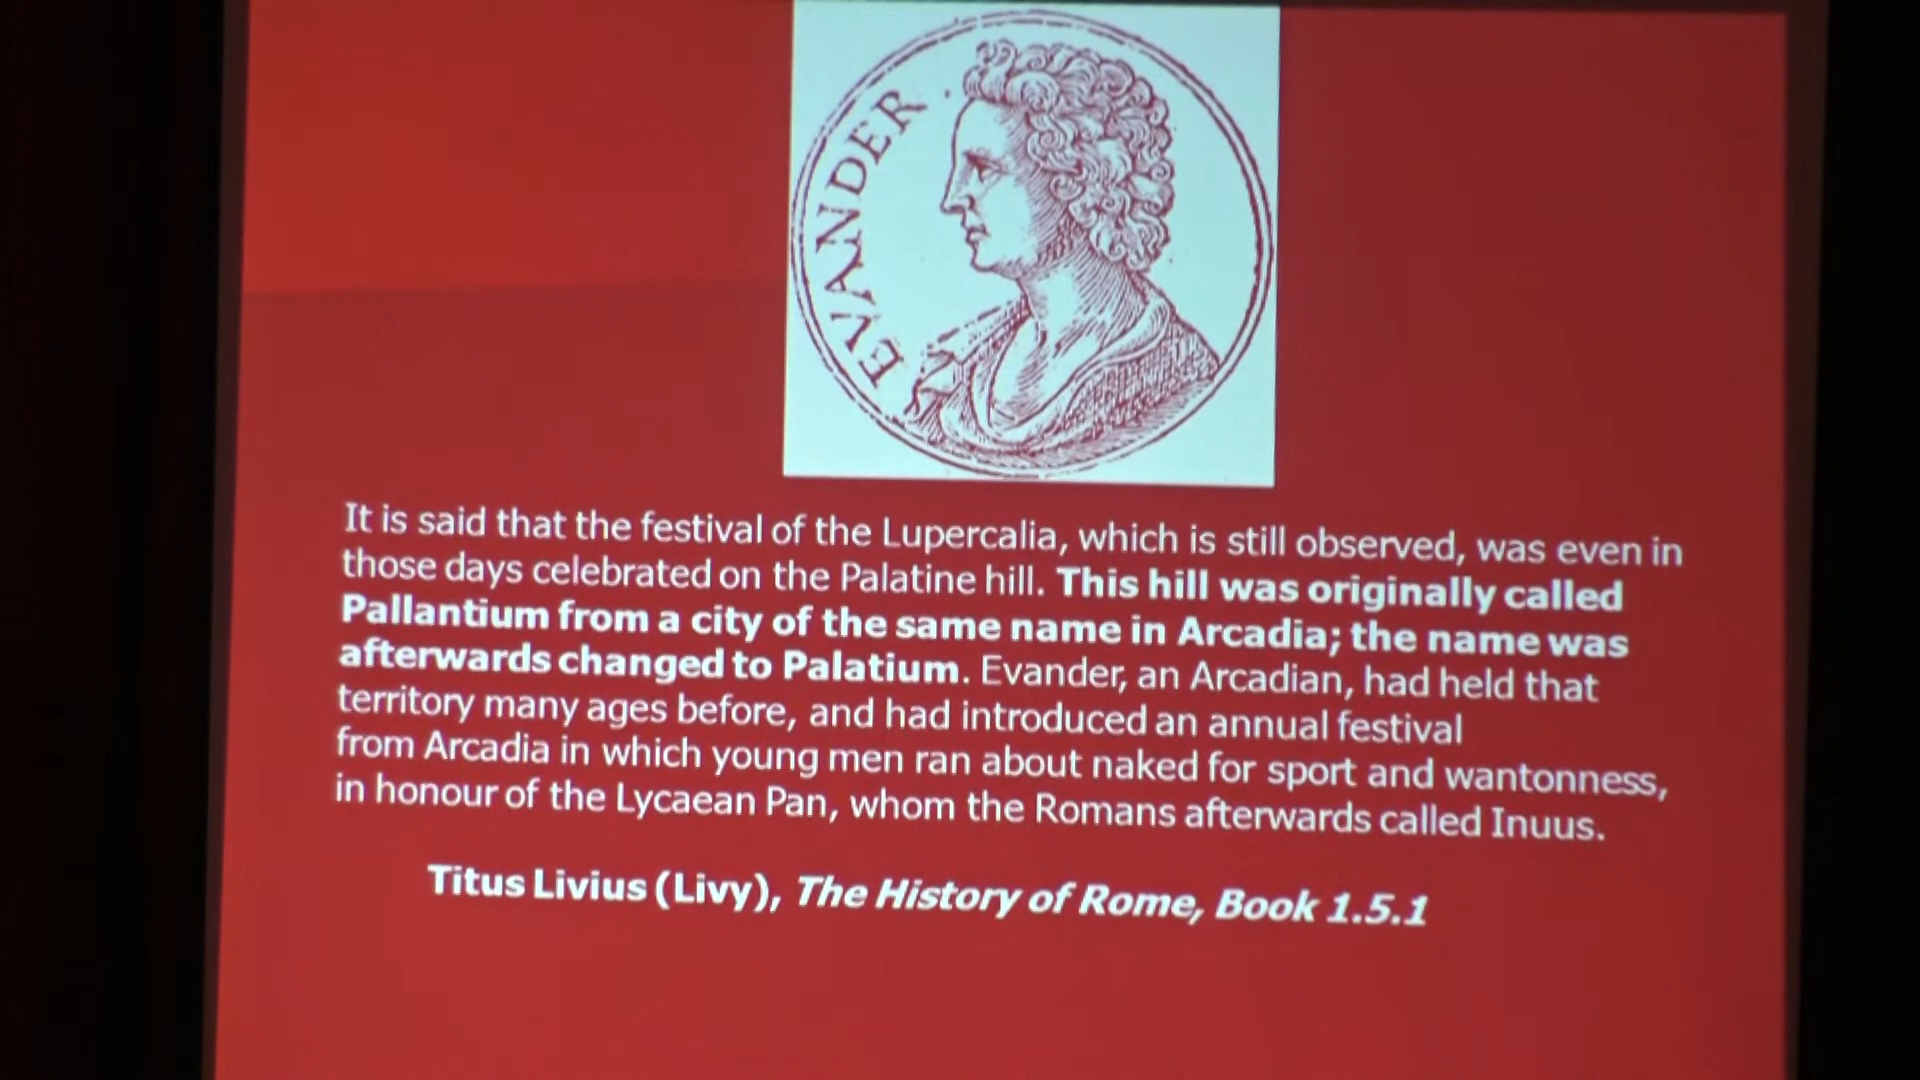 EVANDER.
It is said that the festival of the Lupercalia, which is still observed, was even in
those days celebrated on the Palatine hill. This hill was originally called
Pallantium from a city of the same name in Arcadia; the name was
afterwards changed to Palatium. Evander, an Arcadian, had held that
territory many ages before, and had introduced an annual festival
from Arcadia in which young men ran about naked for sport and wantonness,
in honour of the Lycaean Pan, whom the Romans afterwards called Inuus.
Titus Livius (Livy), The History of Rome, Book 1.5.1